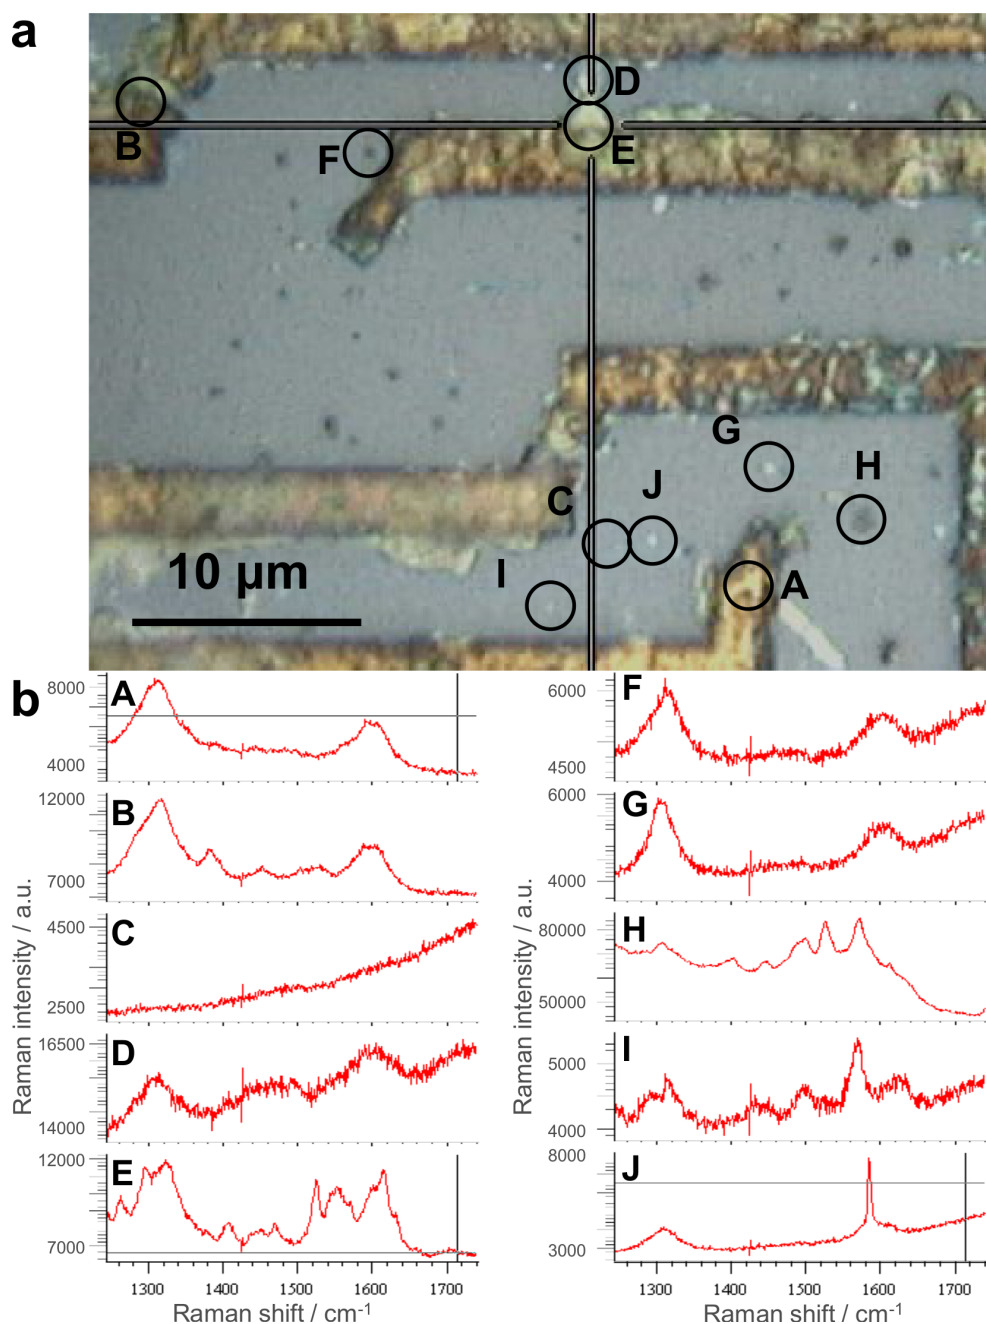 a
D
B
F
E
G
H
C
J
10 µm
I
A
b
Raman intensity / a.u.
A
8000
4000
B
12000
7000
C
4500
2500
D
16500
14000
E
12000
7000
1300 1400 1500 1600 1700
Raman shift / cm-1
Raman intensity / a.u.
F
6000
4500
G
6000
4000
H
80000
50000
I
5000
4000
J
8000
3000
1300 1400 1500 1600 1700
Raman shift / cm-1